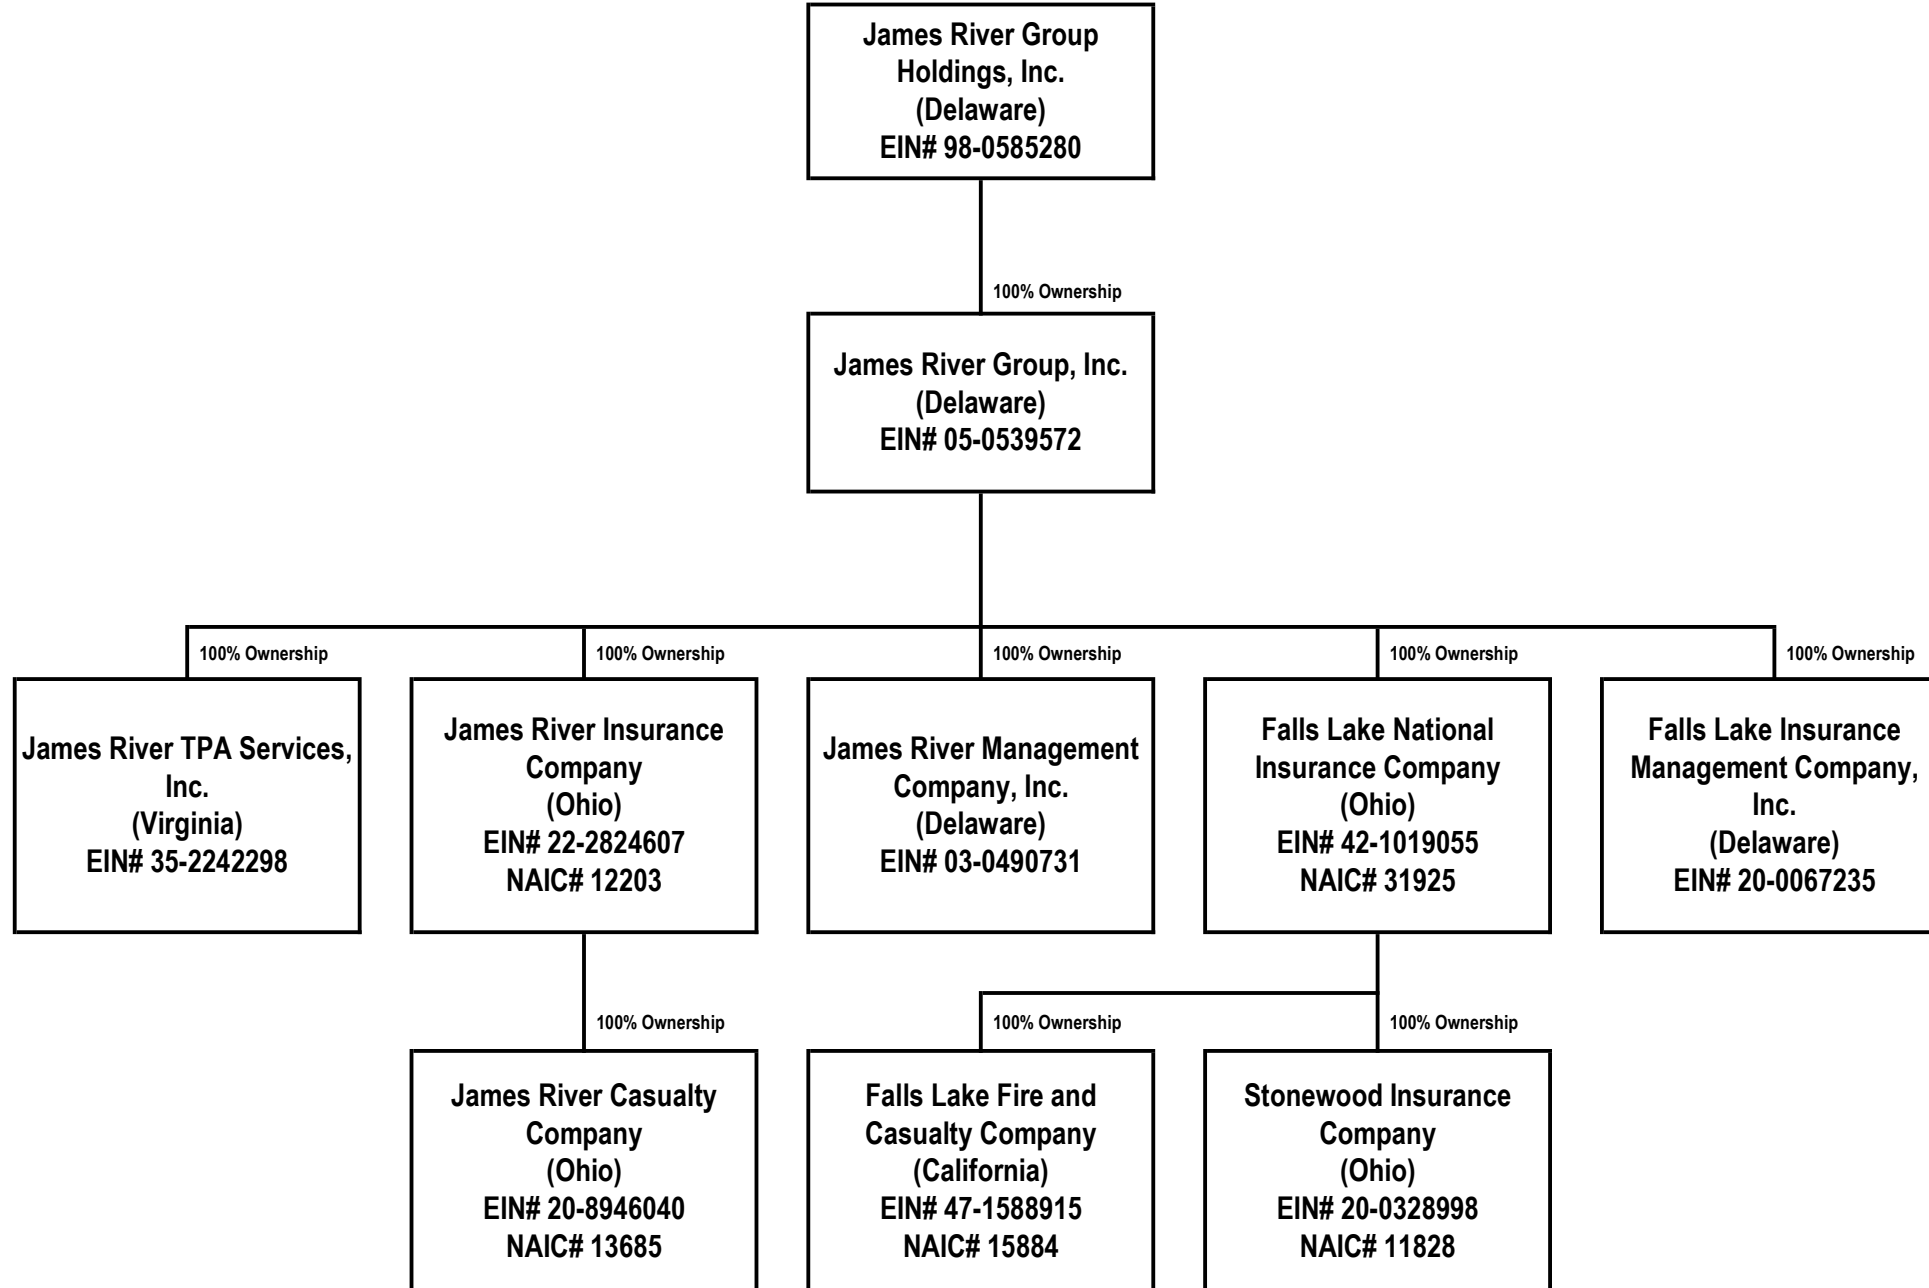 James River Group
Holdings, Inc.
(Delaware)
EIN# 98-0585280
100% Ownership
James River Group, Inc.
(Delaware)
EIN# 05-0539572
100% Ownership
100% Ownership
100% Ownership
100% Ownership
100% Ownership
James River TPA Services,
Inc.
(Virginia)
EIN# 35-2242298
James River Insurance
Company
(Ohio)
EIN# 22-2824607
NAIC# 12203
James River Management
Company, Inc.
(Delaware)
EIN# 03-0490731
Falls Lake National
Insurance Company
(Ohio)
EIN# 42-1019055
NAIC# 31925
Falls Lake Insurance
Management Company,
Inc.
(Delaware)
EIN# 20-0067235
100% Ownership
100% Ownership
100% Ownership
James River Casualty
Company
(Ohio)
EIN# 20-8946040
NAIC# 13685
Falls Lake Fire and
Casualty Company
(California)
EIN# 47-1588915
NAIC# 15884
Stonewood Insurance
Company
(Ohio)
EIN# 20-0328998
NAIC# 11828